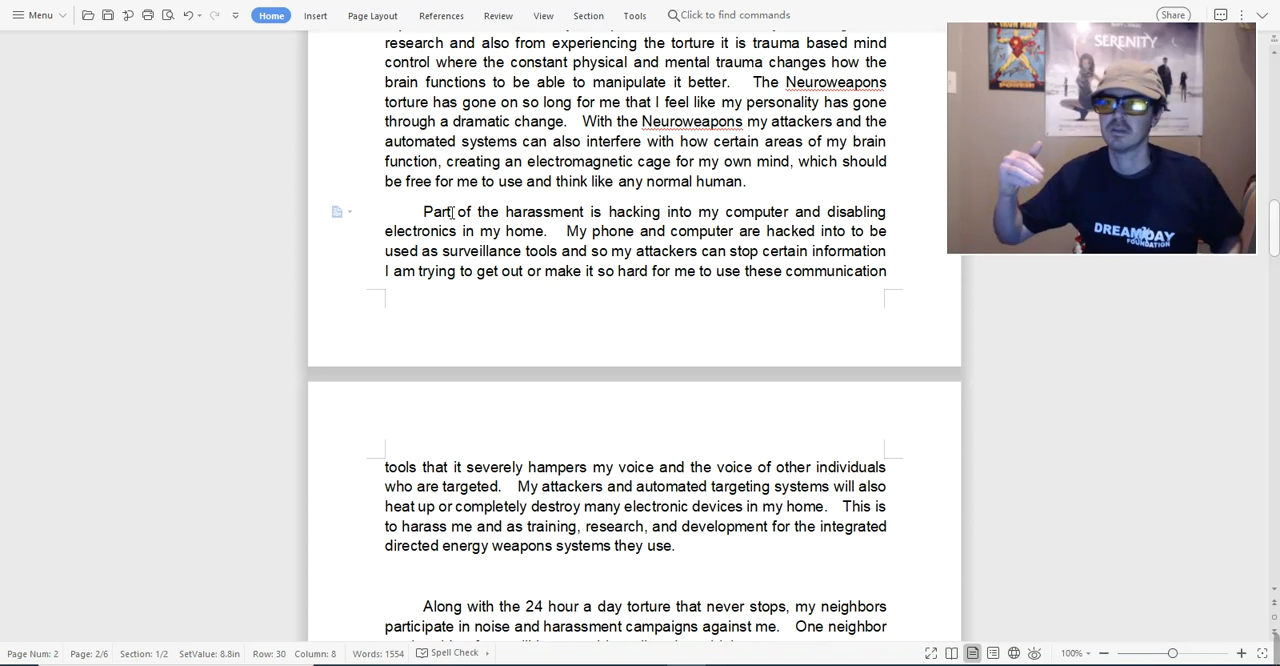 Menu Home Insert Page Layout References Review View Section Tools Click to find commands Share
SERENITY
research and also from experiencing the torture it is trauma based mind
control where the constant physical and mental trauma changes how the
brain functions to be able to manipulate it better. The Neuroweapons
torture has gone on so long for me that I feel like my personality has gone
through a dramatic change. With the Neuroweapons my attackers and the
automated systems can also interfere with how certain areas of my brain
function, creating an electromagnetic cage for my own mind, which should
be free for me to use and think like any normal human.
Part of the harassment is hacking into my computer and disabling
electronics in my home. My phone and computer are hacked into to be
used as surveillance tools and so my attackers can stop certain information
I am trying to get out or make it so hard for me to use these communication
DREAMDAY
FOUNDATION
tools that it severely hampers my voice and the voice of other individuals
who are targeted. My attackers and automated targeting systems will also
heat up or completely destroy many electronic devices in my home. This is
to harass me and as training, research, and development for the integrated
directed energy weapons systems they use.
Along with the 24 hour a day torture that never stops, my neighbors
participate in noise and harassment campaigns against me. One neighbor
Page Num: 2 Page: 2/6 Section: 1/2 SetValue: 8.8in Row: 30 Column: 8 Words: 1554 Spell Check 100%